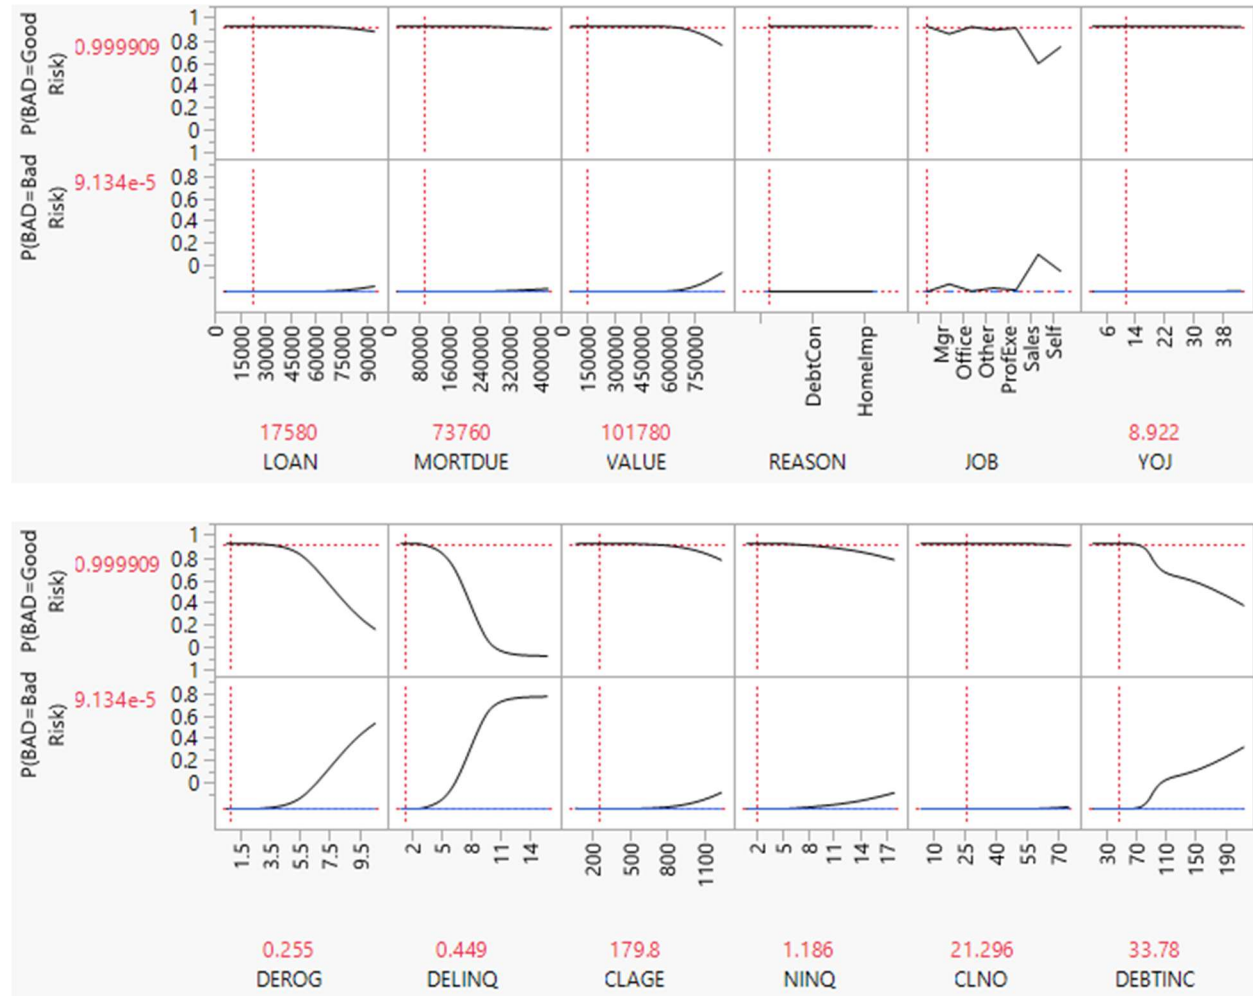 P(BAD=Good Risk)
0.999909
1
0.8
0.6
0.4
0.2
0
P(BAD=Bad Risk)
9.134e-5
1
0.8
0.6
0.4
0.2
0
0 15000 30000 45000 60000 75000 90000
0 80000 160000 240000 320000 400000
0 150000 300000 450000 600000 750000
DebtCon HomeImp
Mgr Office Other ProfExe Sales Self
6 14 22 30 38
17580 73760 101780 8.922
LOAN MORTDUE VALUE REASON JOB YOJ
P(BAD=Good Risk)
0.999909
1
0.8
0.6
0.4
0.2
0
P(BAD=Bad Risk)
9.134e-5
1
0.8
0.6
0.4
0.2
0
1.5 3.5 5.5 7.5 9.5
2 5 8 11 14
200 500 800 1100
2 5 8 11 14 17
10 25 40 55 70
30 70 110 150 190
0.255 0.449 179.8 1.186 21.296 33.78
DEROG DELINQ CLAGE NINQ CLNO DEBTINC